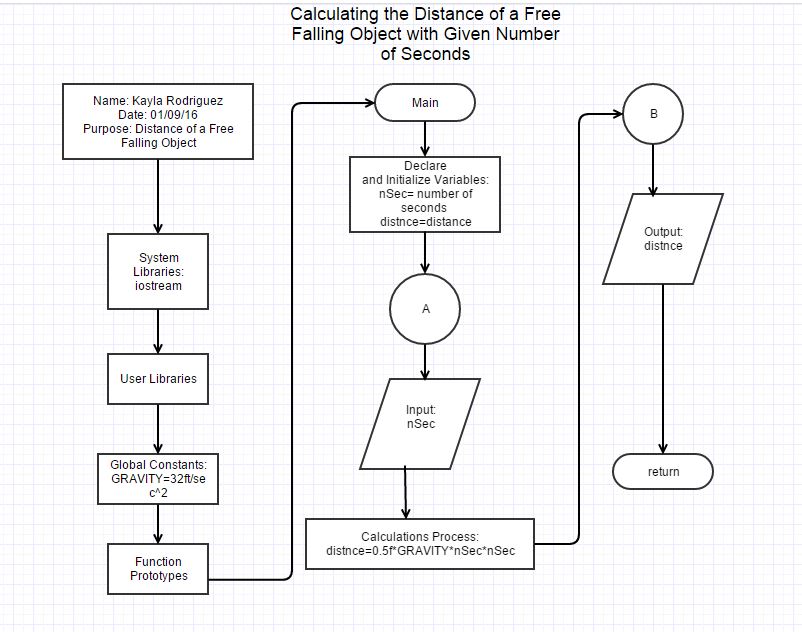 Calculating the Distance of a Free
Falling Object with Given Number
of Seconds
Name: Kayla Rodriguez
Date: 01/09/16
Purpose: Distance of a Free
Falling Object
System
Libraries:
iostream
User Libraries
Global Constants:
GRAVITY=32ft/se
c^2
Function
Prototypes
Main
Declare
and Initialize Variables:
nSec= number of
seconds
distnce=distance
A
Input:
nSec
Calculations Process:
distnce=0.5f*GRAVITY*nSec*nSec
B
Output:
distnce
return